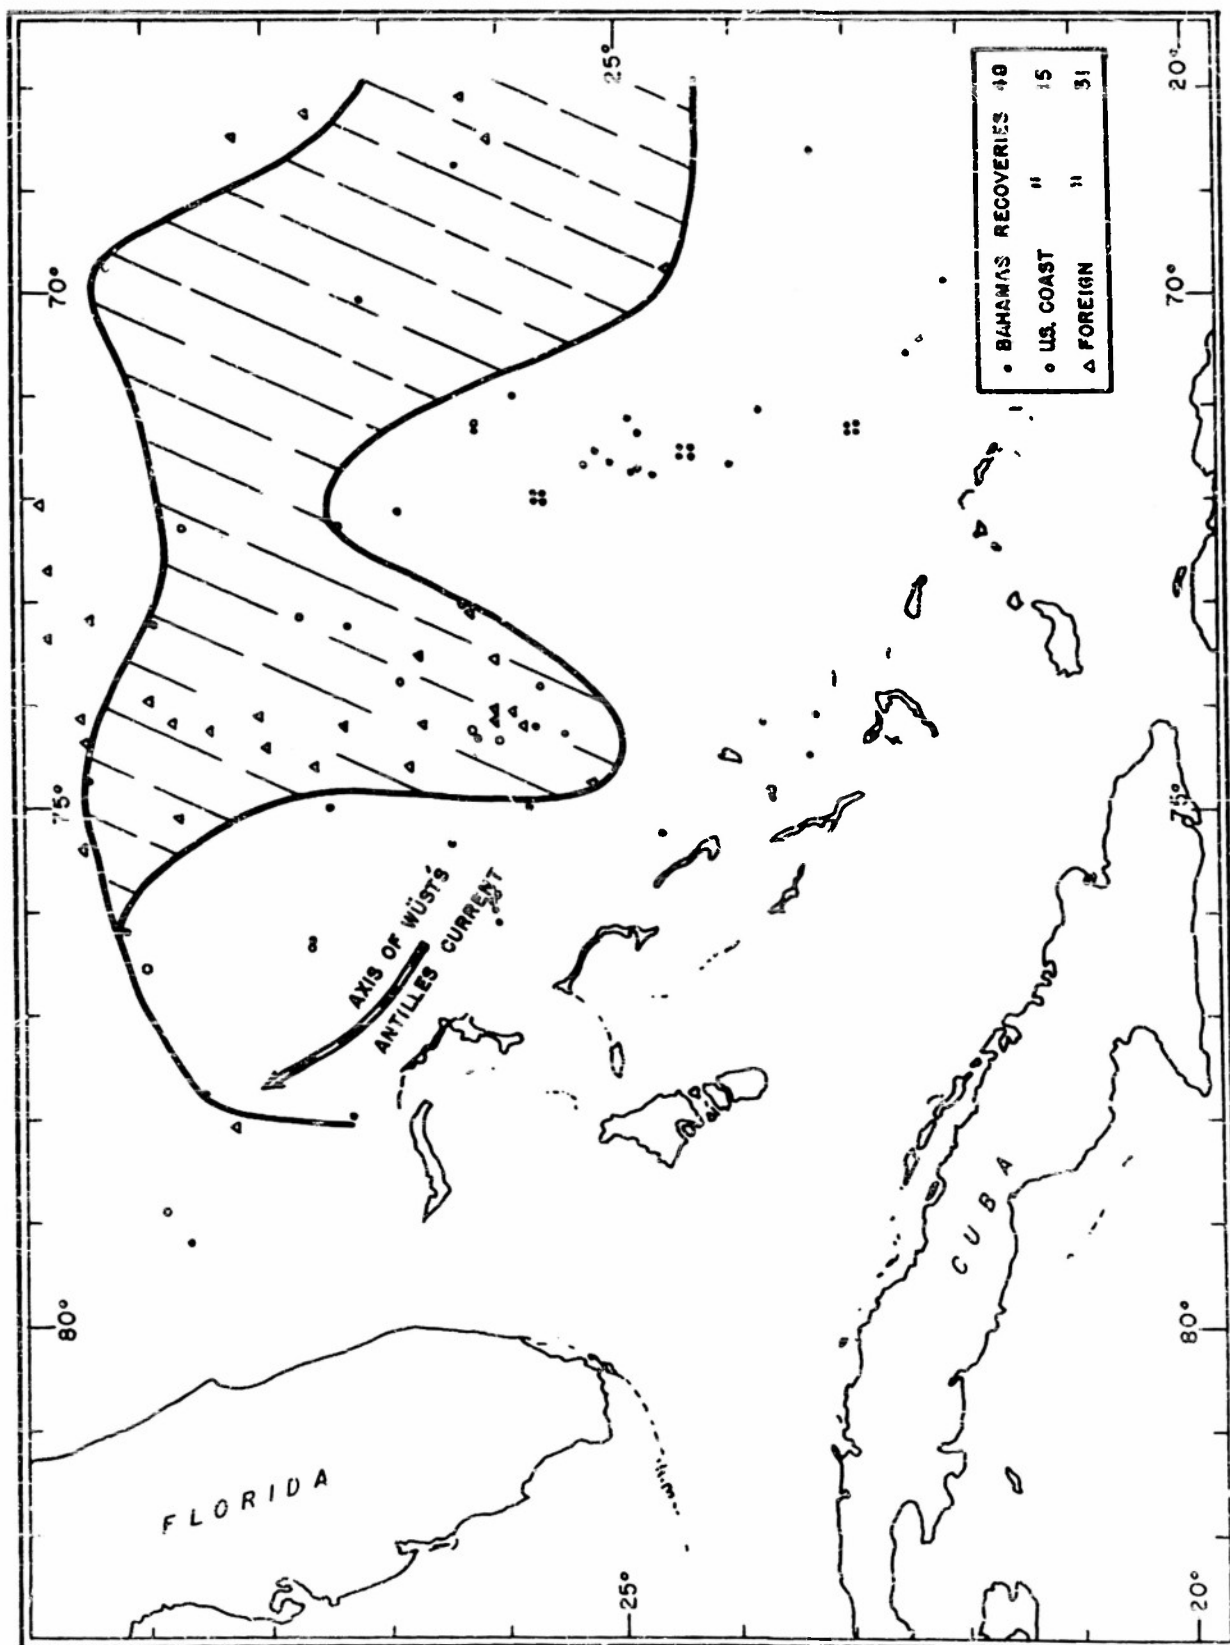 25°
20°
70°
70°
75°
75°
80°
80°
25°
20°
• BAHAMAS RECOVERIES 49
○ U.S. COAST " 15
△ FOREIGN " 31
AXIS OF WÜST'S
ANTILLES CURRENT
FLORIDA
CUBA